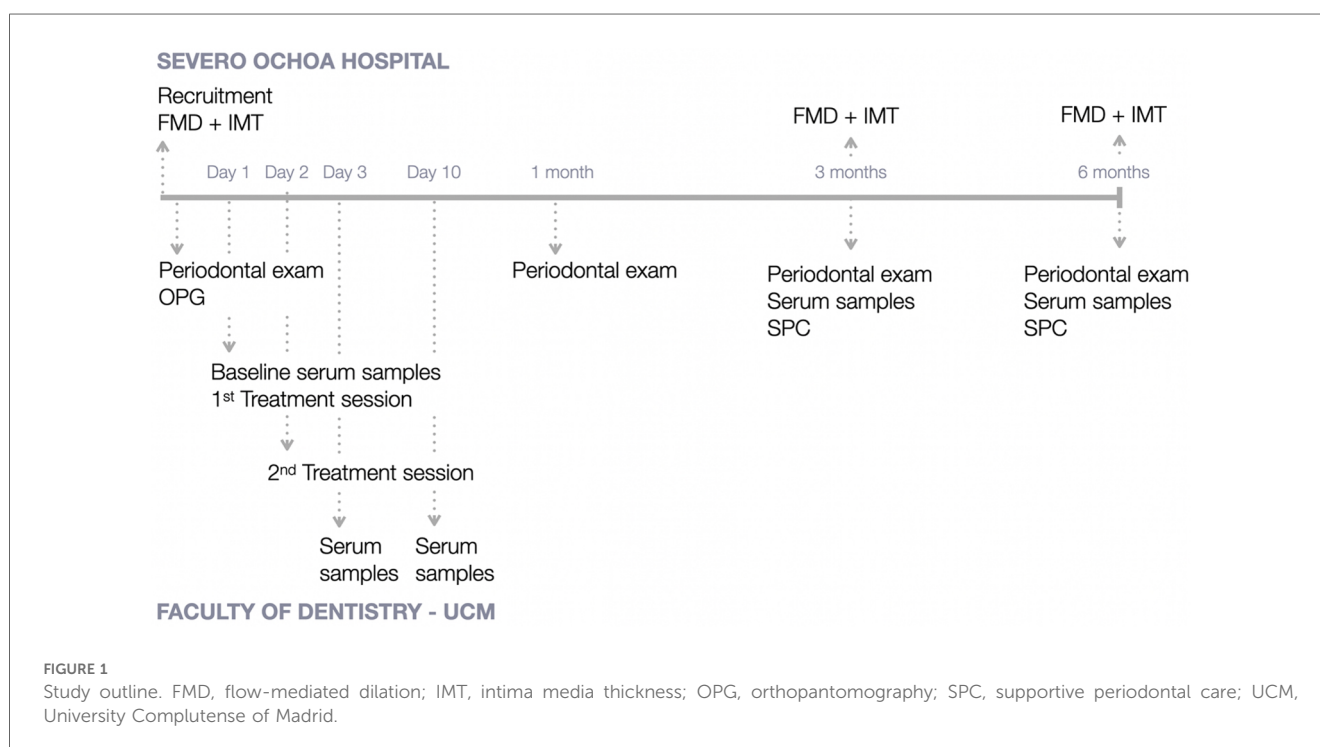 SEVERO OCHOA HOSPITAL
Recruitment
FMD + IMT
FMD + IMT
FMD + IMT
Day 1
Day 2
Day 3
Day 10
1 month
3 months
6 months
Periodontal exam
OPG
Periodontal exam
Periodontal exam
Serum samples
SPC
Periodontal exam
Serum samples
SPC
Baseline serum samples
1st Treatment session
2nd Treatment session
Serum
samples
Serum
samples
FACULTY OF DENTISTRY - UCM
FIGURE 1
Study outline. FMD, flow-mediated dilation; IMT, intima media thickness; OPG, orthopantomography; SPC, supportive periodontal care; UCM,
University Complutense of Madrid.